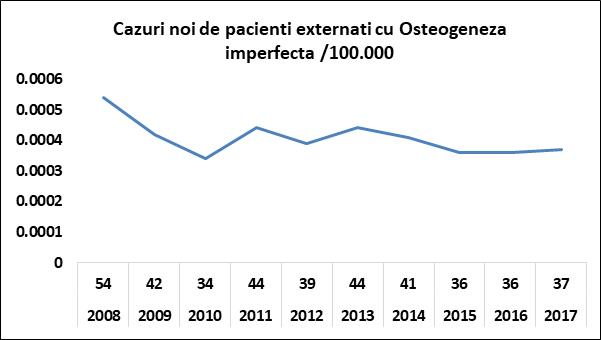 Cazuri noi de pacienti externati cu Osteogeneza
imperfecta /100.000
0.0006
0.0005
0.0004
0.0003
0.0002
0.0001
0
54 42 34 44 39 44 41 36 36 37
2008 2009 2010 2011 2012 2013 2014 2015 2016 2017